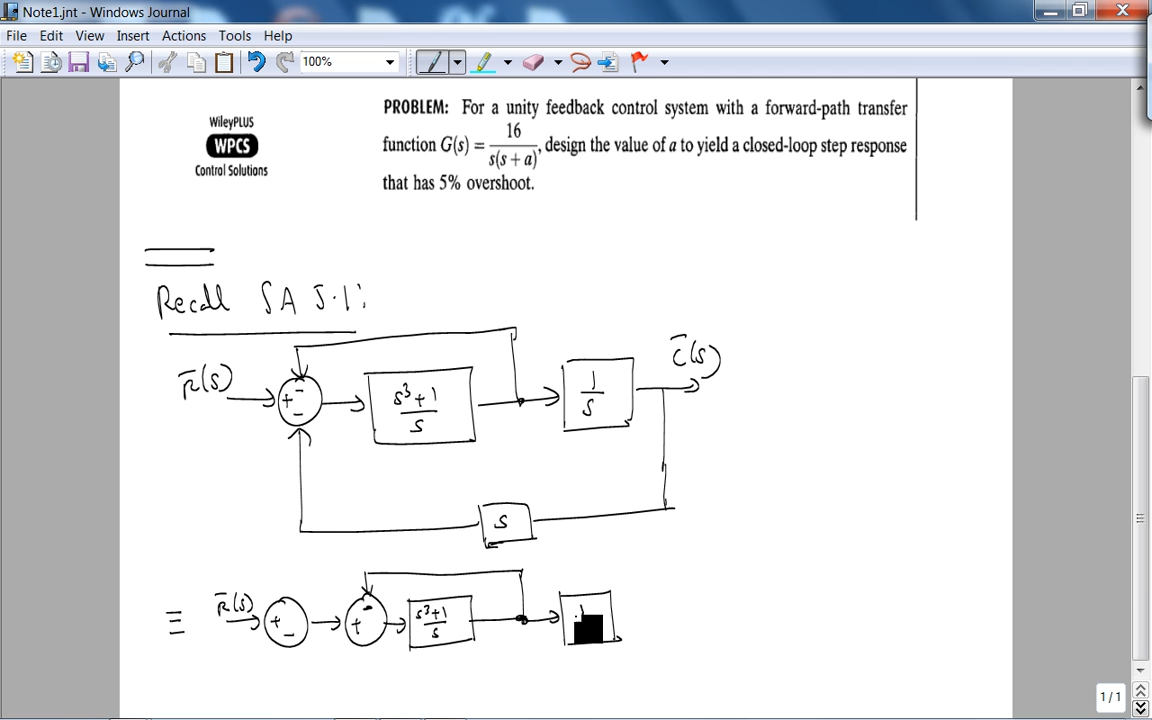 Note1.jnt - Windows Journal
File Edit View Insert Actions Tools Help
100%
WileyPLUS
WPCS
Control Solutions
PROBLEM: For a unity feedback control system with a forward-path transfer
function G(s) = 16 / s(s + a), design the value of a to yield a closed-loop step response
that has 5% overshoot.
Recall SA 5.1:
R̄(s) + - - s³+1 / s 1 / s C̄(s)
s
≡ R̄(s) + - - + - s³+1 / s
1 / 1